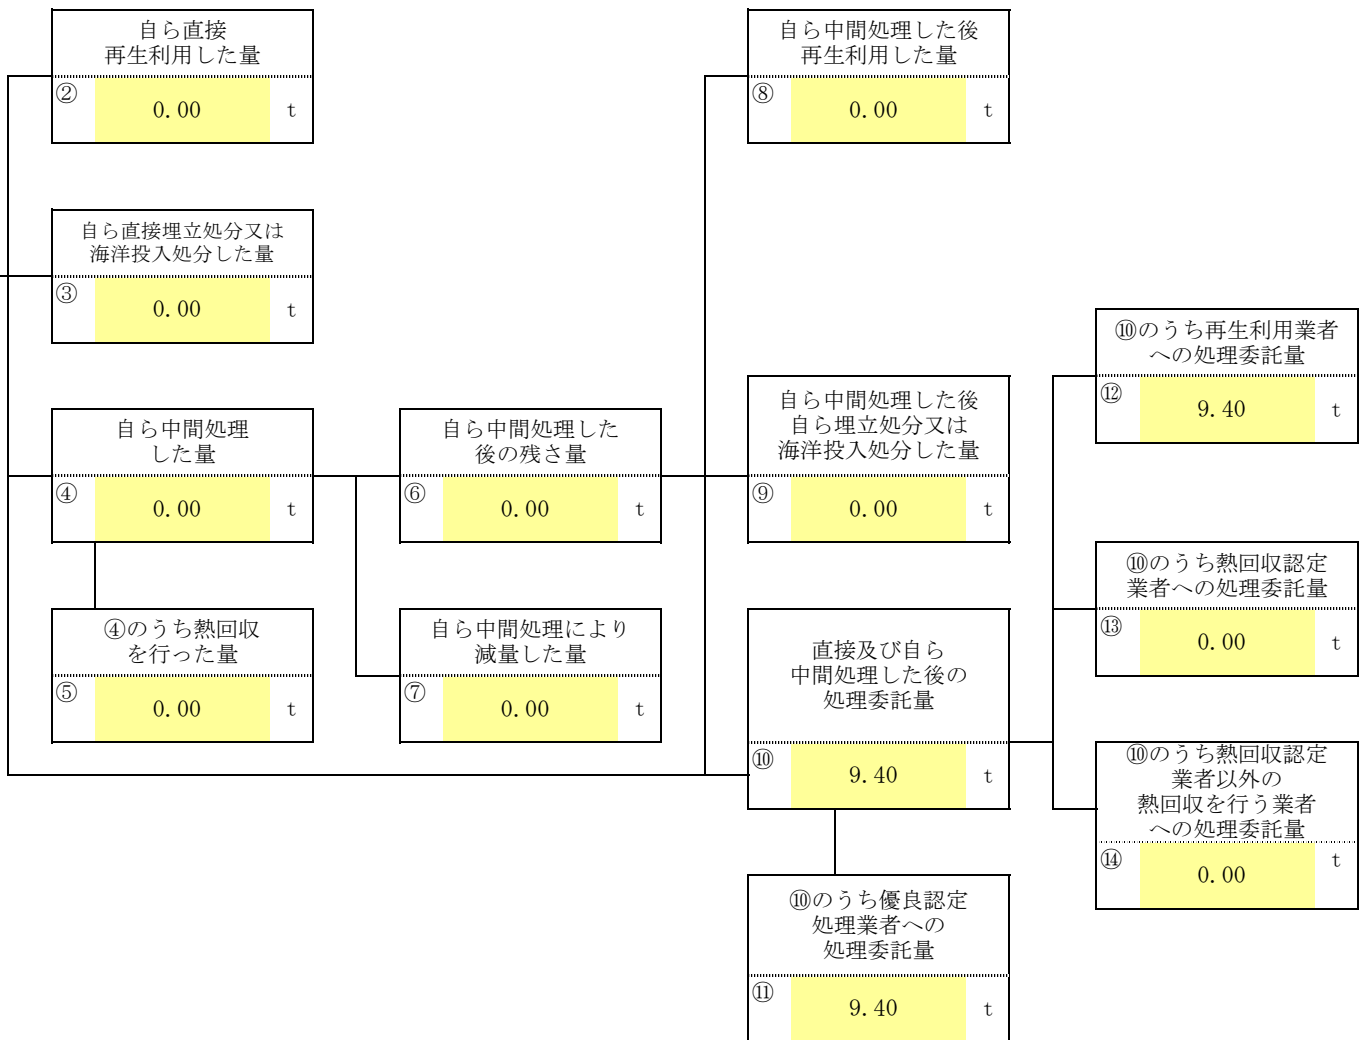 自ら直接
再生利用した量
② 0.00 t
自ら直接埋立処分又は
海洋投入処分した量
③ 0.00 t
自ら中間処理
した量
④ 0.00 t
④のうち熱回収
を行った量
⑤ 0.00 t
自ら中間処理した
後の残さ量
⑥ 0.00 t
自ら中間処理により
減量した量
⑦ 0.00 t
自ら中間処理した後
再生利用した量
⑧ 0.00 t
自ら中間処理した後
自ら埋立処分又は
海洋投入処分した量
⑨ 0.00 t
直接及び自ら
中間処理した後の
処理委託量
⑩ 9.40 t
⑩のうち優良認定
処理業者への
処理委託量
⑪ 9.40 t
⑩のうち再生利用業者
への処理委託量
⑫ 9.40 t
⑩のうち熱回収認定
業者への処理委託量
⑬ 0.00 t
⑩のうち熱回収認定
業者以外の
熱回収を行う業者
への処理委託量
⑭ 0.00 t